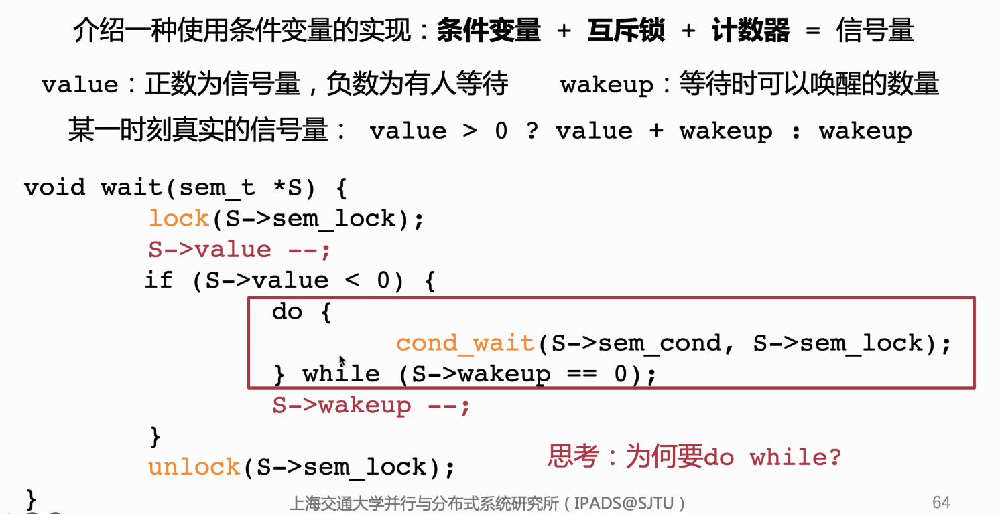 介绍一种使用条件变量的实现：条件变量 + 互斥锁 + 计数器 = 信号量
value：正数为信号量，负数为有人等待 wakeup：等待时可以唤醒的数量
某一时刻真实的信号量： value > 0 ? value + wakeup : wakeup
void wait(sem_t *S) {
lock(S->sem_lock);
S->value --;
if (S->value < 0) {
do {
cond_wait(S->sem_cond, S->sem_lock);
} while (S->wakeup == 0);
S->wakeup --;
}
unlock(S->sem_lock);
思考：为何要do while?
}
上海交通大学并行与分布式系统研究所（IPADS@SJTU）
64